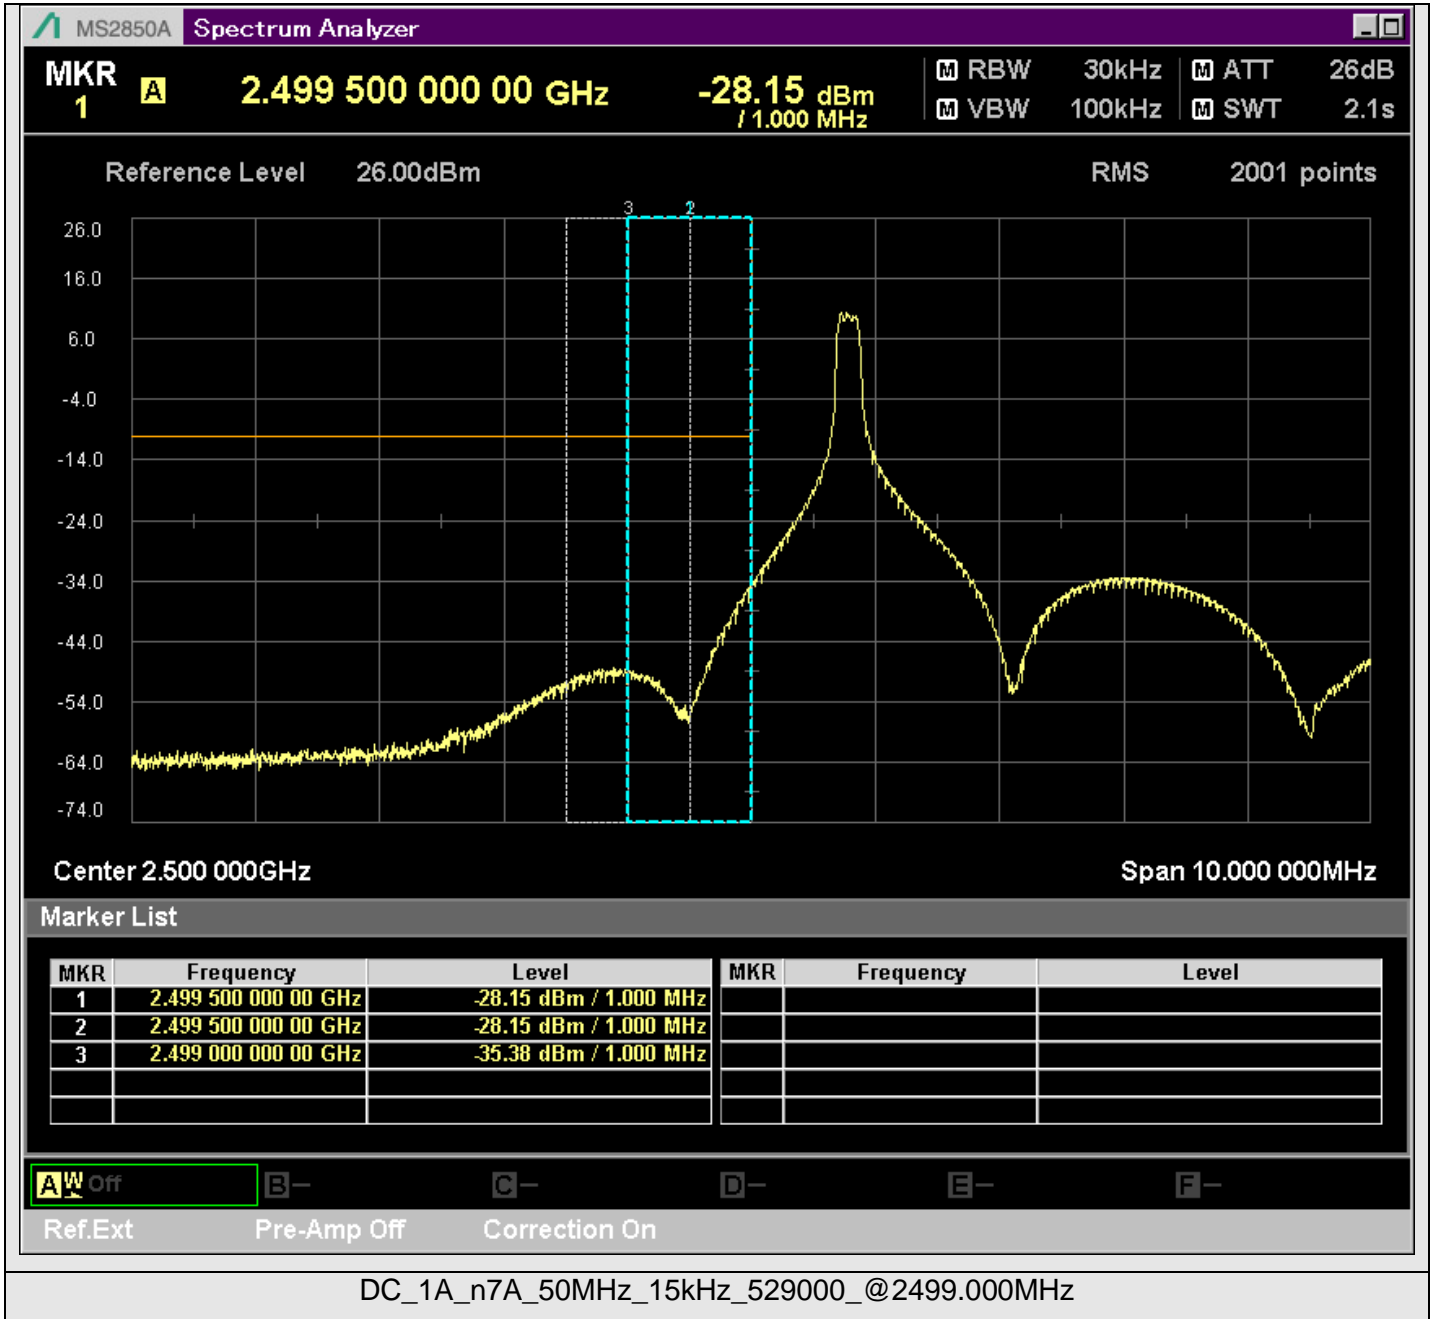 MS2850A Spectrum Analyzer
MKR 1 A 2.499 500 000 00 GHz -28.15 dBm / 1.000 MHz
M RBW 30kHz M ATT 26dB
M VBW 100kHz M SWT 2.1s
Reference Level 26.00dBm RMS 2001 points
3 2
26.0
16.0
6.0
-4.0
-14.0
-24.0
-34.0
-44.0
-54.0
-64.0
-74.0
Center 2.500 000GHz Span 10.000 000MHz
Marker List
MKR Frequency Level MKR Frequency Level
1 2.499 500 000 00 GHz -28.15 dBm / 1.000 MHz
2 2.499 500 000 00 GHz -28.15 dBm / 1.000 MHz
3 2.499 000 000 00 GHz -35.38 dBm / 1.000 MHz
A W Off B - C - D - E - F -
Ref.Ext Pre-Amp Off Correction On
DC_1A_n7A_50MHz_15kHz_529000_@2499.000MHz